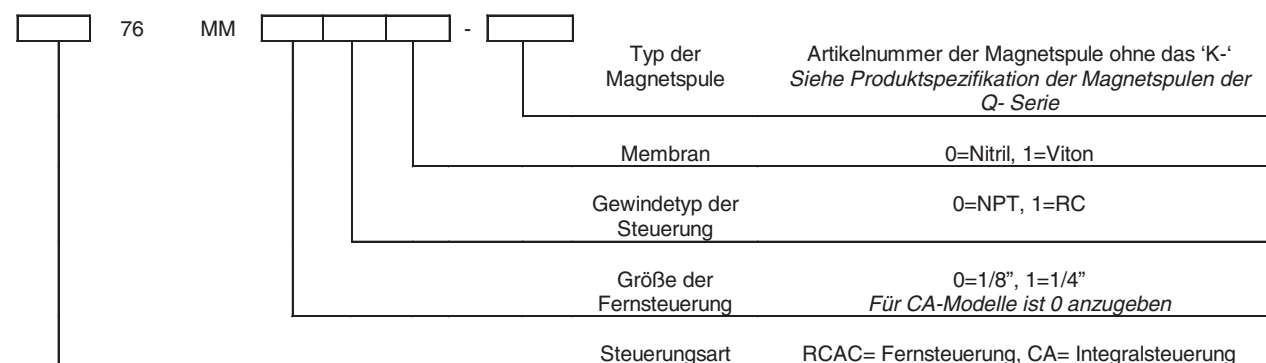 76 MM -
Typ der Artikelnummer der Magnetspule ohne das ‘K-‘
Magnetspule Siehe Produktspezifikation der Magnetspulen der
Q- Serie
Membran 0=Nitril, 1=Viton
Gewindetyp der 0=NPT, 1=RC
Steuerung
Größe der 0=1/8”, 1=1/4”
Fernsteuerung Für CA-Modelle ist 0 anzugeben
Steuerungsart RCAC= Fernsteuerung, CA= Integralsteuerung